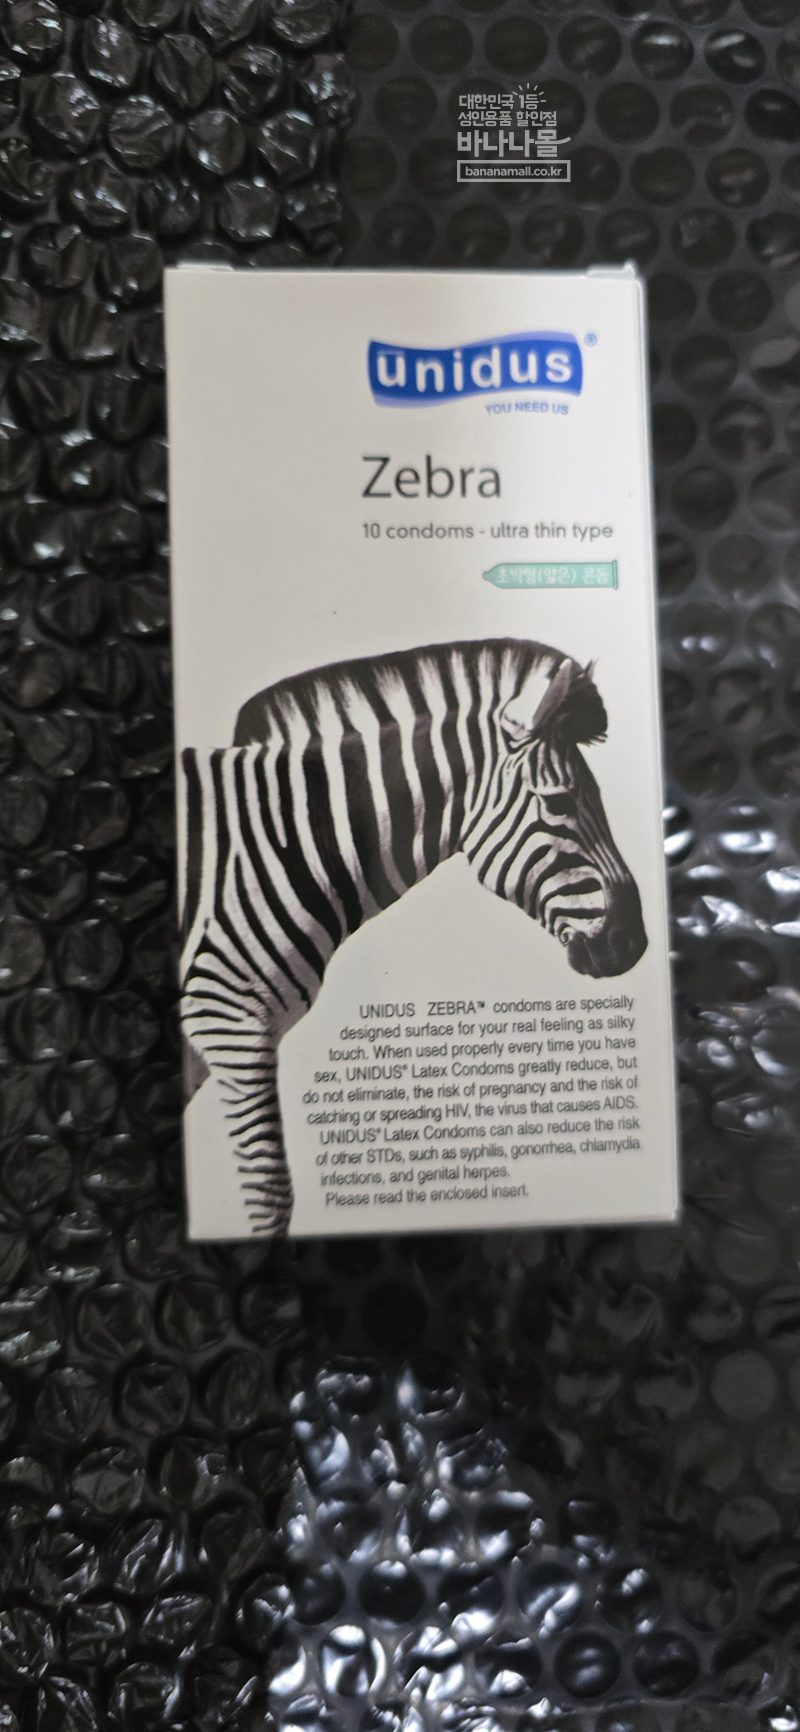 대한민국 1등
성인용품 할인점
바나나몰
bananamall.co.kr
unidus®
YOU NEED US
Zebra
10 condoms - ultra thin type
초박형(얇은) 콘돔
UNIDUS ZEBRA™ condoms are specially
designed surface for your real feeling as silky
touch. When used properly every time you have
sex, UNIDUS® Latex Condoms greatly reduce, but
do not eliminate, the risk of pregnancy and the risk of
catching or spreading HIV, the virus that causes AIDS.
UNIDUS® Latex Condoms can also reduce the risk
of other STDs, such as syphilis, gonorrhea, chlamydia
infections, and genital herpes.
Please read the enclosed insert.